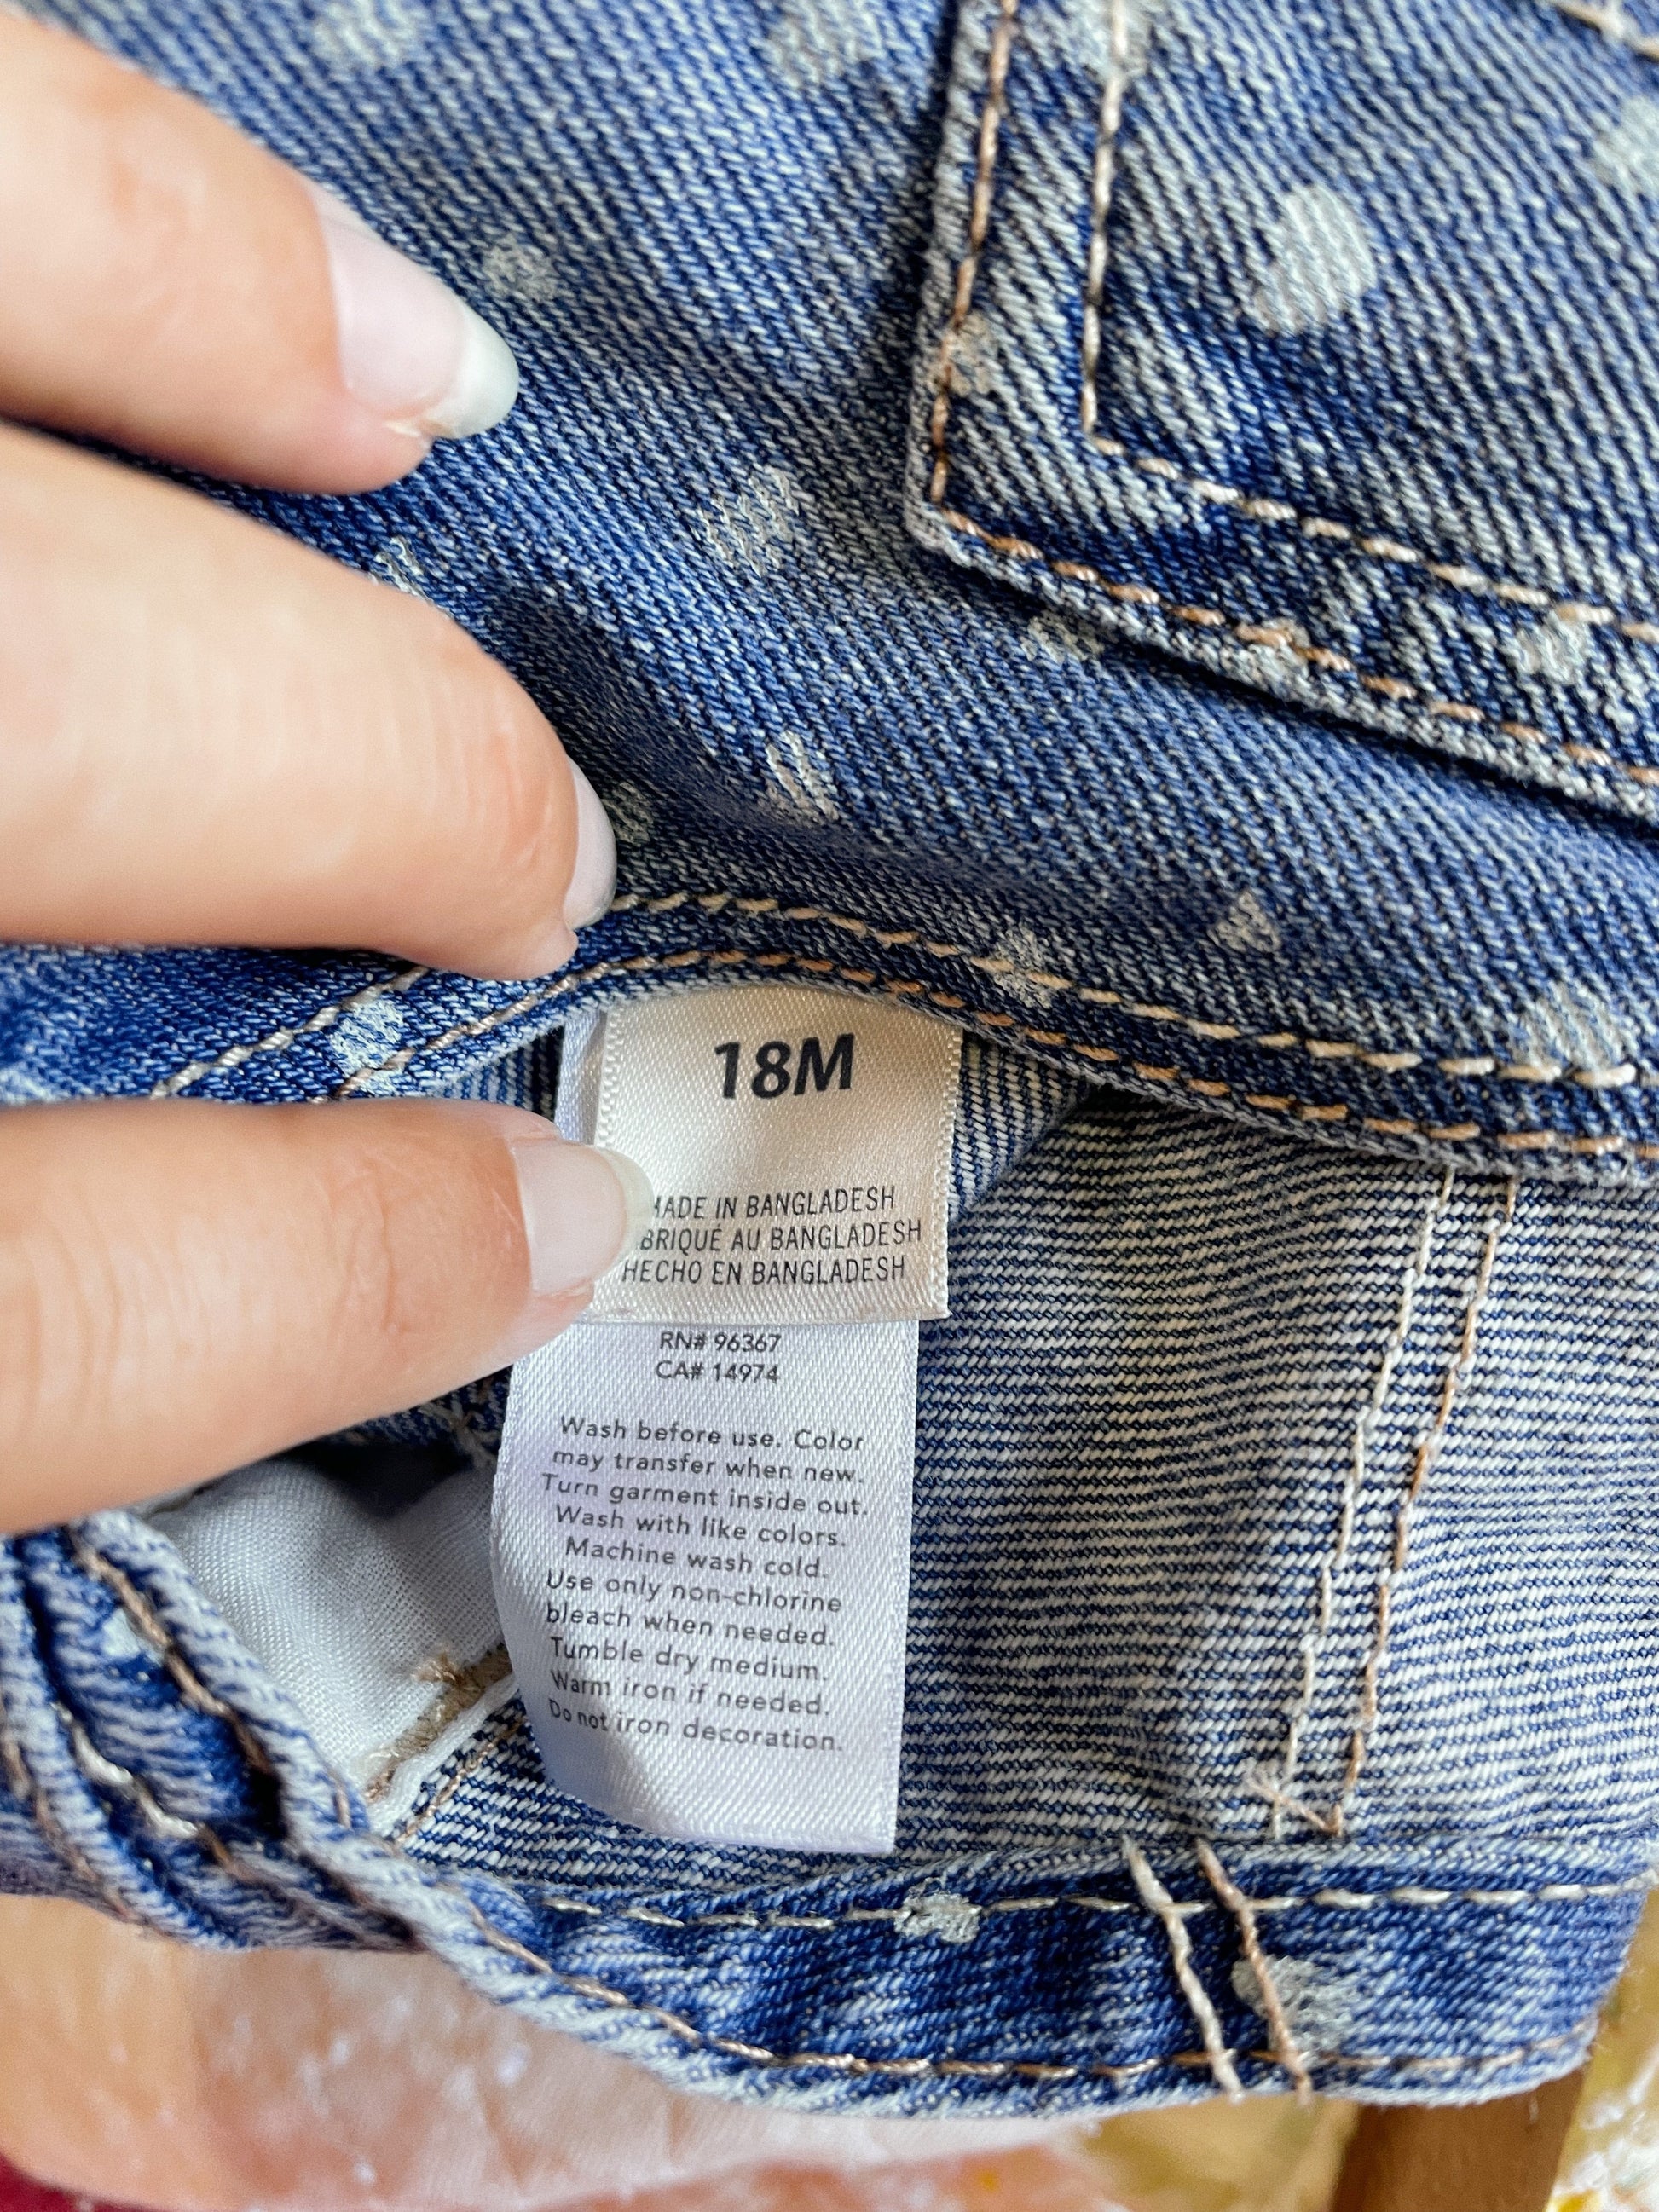 18M
MADE IN BANGLADESH
BRIQUÉ AU BANGLADESH
HECHO EN BANGLADESH
RN# 96367
CA# 14974
Wash before use. Color
may transfer when new.
Turn garment inside out.
Wash with like colors.
Machine wash cold.
Use only non-chlorine
bleach when needed.
Tumble dry medium.
Warm iron if needed.
Do not iron decoration.